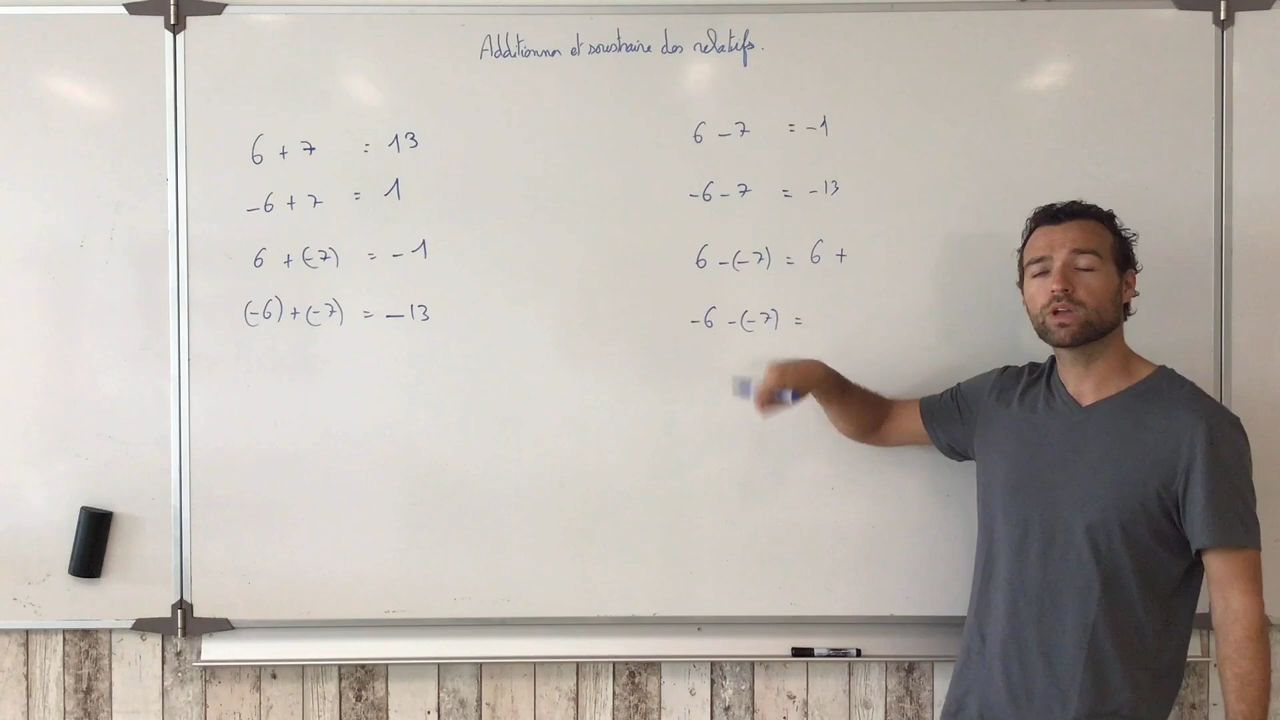 Additionner et soustraire des relatifs.
6 + 7 = 13
-6 + 7 = 1
6 + (-7) = -1
(-6) + (-7) = -13
6 - 7 = -1
-6 - 7 = -13
6 - (-7) = 6 +
-6 - (-7) =